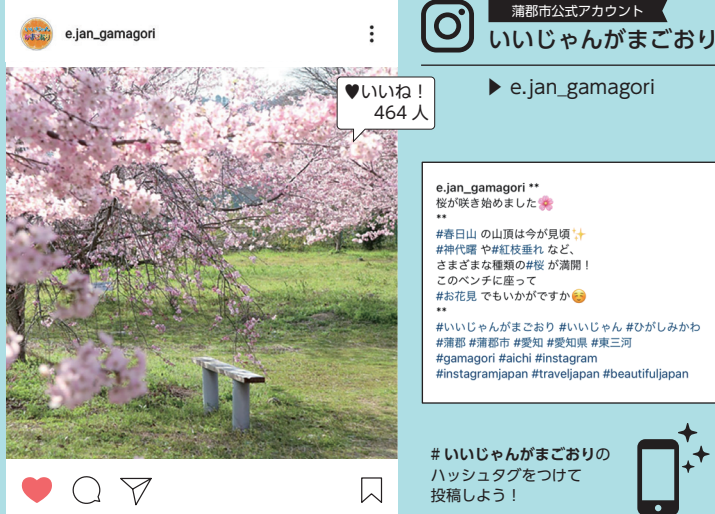 e.jan_gamagori
♥いいね！
464 人
蒲郡市公式アカウント
いいじゃんがまごおり
▶ e.jan_gamagori
e.jan_gamagori **
桜が咲き始めました🌸
**
#春日山 の山頂は今が見頃✨
#神代曙 や#紅枝垂れ など、
さまざまな種類の#桜 が満開！
このベンチに座って
#お花見 でもいかがですか☺️
**
#いいじゃんがまごおり #いいじゃん #ひがしみかわ
#蒲郡 #蒲郡市 #愛知 #愛知県 #東三河
#gamagori #aichi #instagram
#instagramjapan #traveljapan #beautifuljapan
# いいじゃんがまごおりの
ハッシュタグをつけて
投稿しよう！